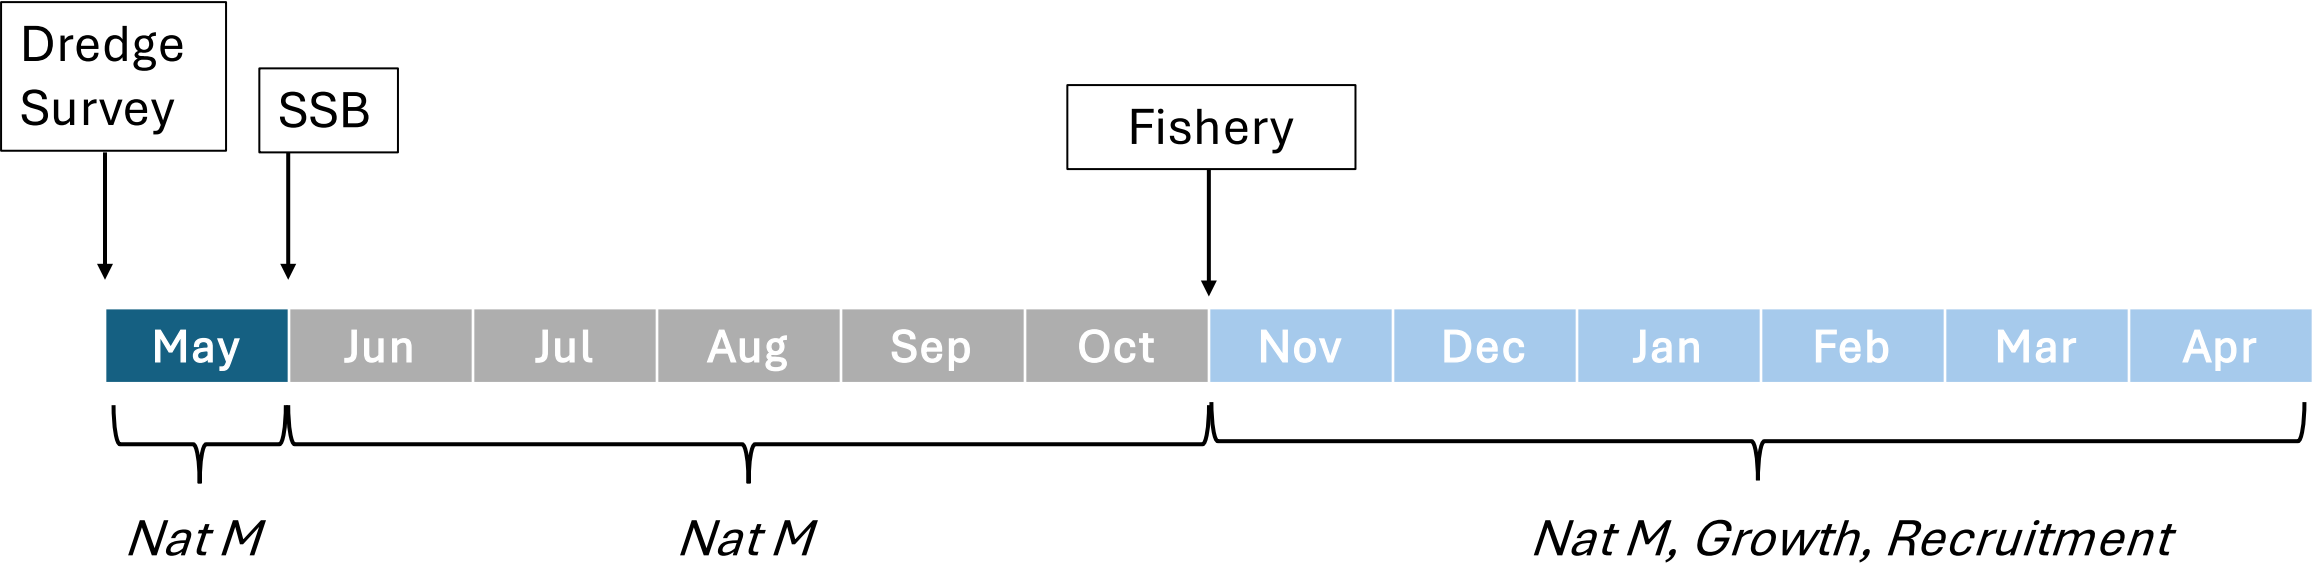 Dredge
Survey
SSB
Fishery
May Jun Jul Aug Sep Oct Nov Dec Jan Feb Mar Apr
Nat M Nat M Nat M, Growth, Recruitment